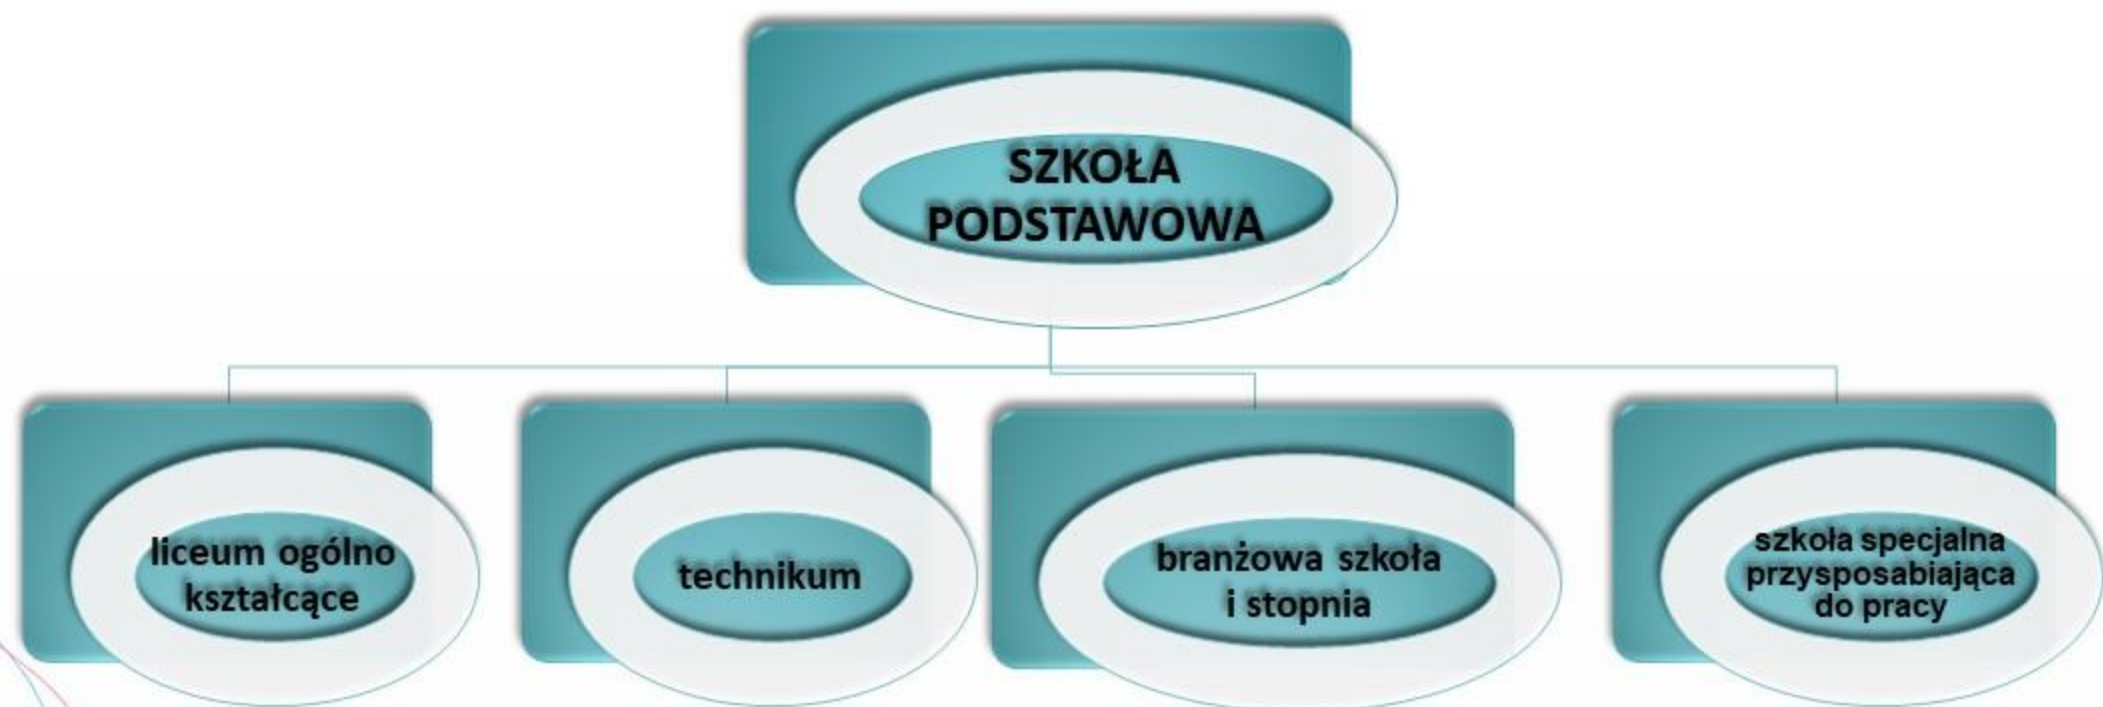 SZKOŁA
PODSTAWOWA
liceum ogólno
kształcące
technikum
branżowa szkoła
i stopnia
szkoła specjalna
przysposabiająca
do pracy